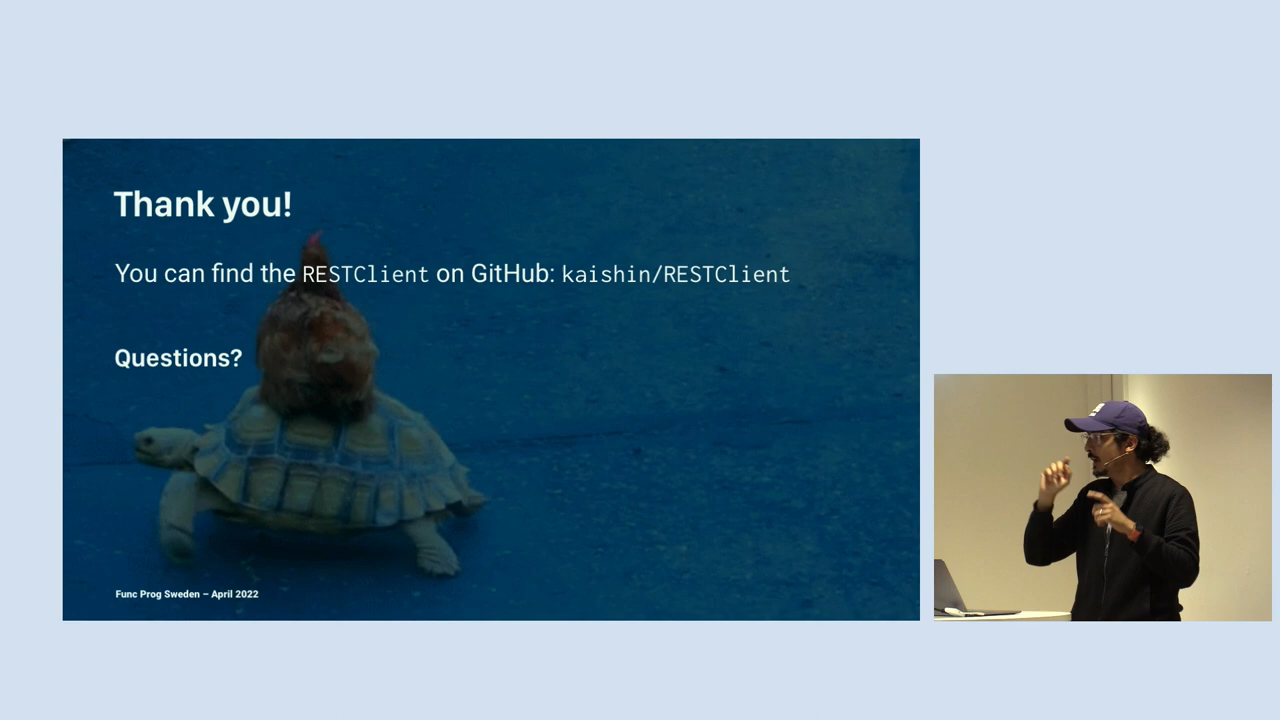 Thank you!
You can find the RESTClient on GitHub: kaishin/RESTClient
Questions?
Func Prog Sweden – April 2022